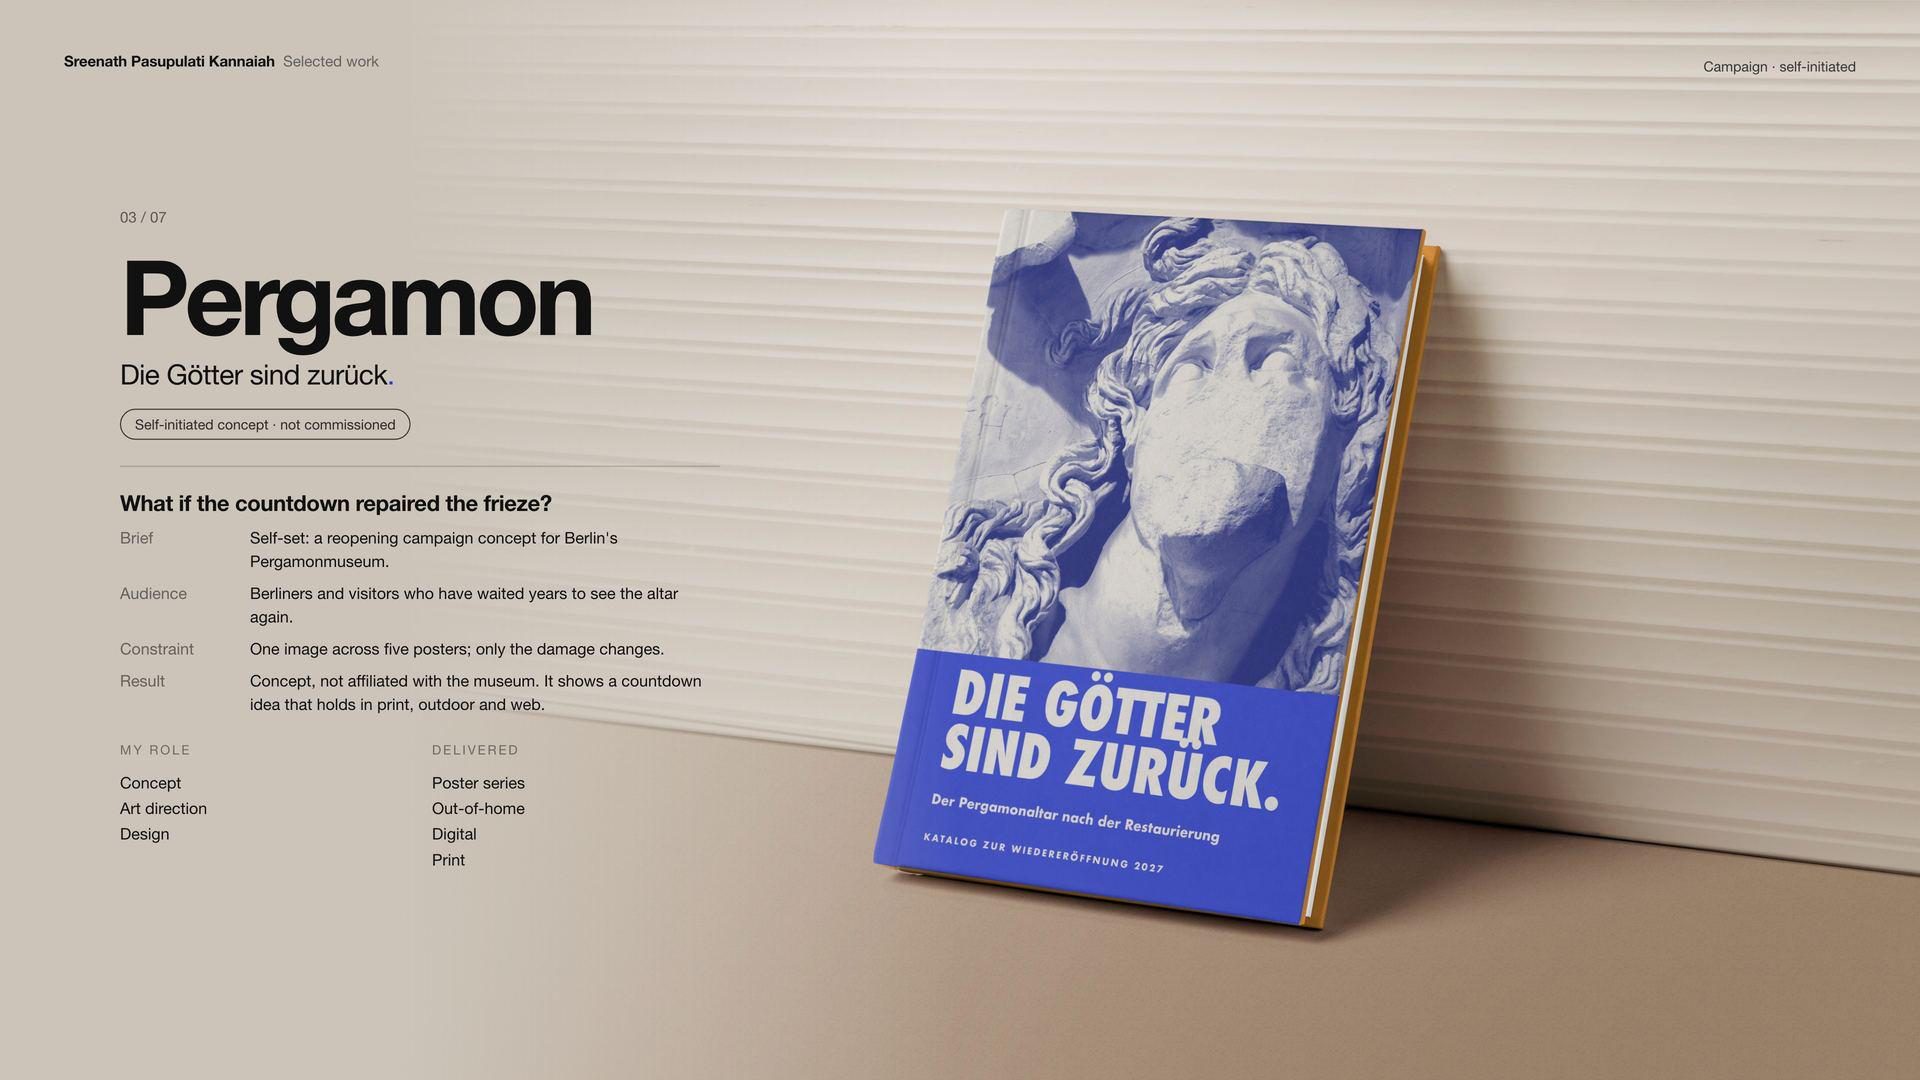 Sreenath Pasupulati Kannaiah Selected work
Campaign · self-initiated
03 / 07
Pergamon
Die Götter sind zurück.
Self-initiated concept · not commissioned
What if the countdown repaired the frieze?
Brief
Self-set: a reopening campaign concept for Berlin's
Pergamonmuseum.
Audience
Berliners and visitors who have waited years to see the altar
again.
Constraint
One image across five posters; only the damage changes.
Result
Concept, not affiliated with the museum. It shows a countdown
idea that holds in print, outdoor and web.
MY ROLE
Concept
Art direction
Design
DELIVERED
Poster series
Out-of-home
Digital
Print
DIE GÖTTER
SIND ZURÜCK.
Der Pergamonaltar nach der Restaurierung
KATALOG ZUR WIEDERERÖFFNUNG 2027